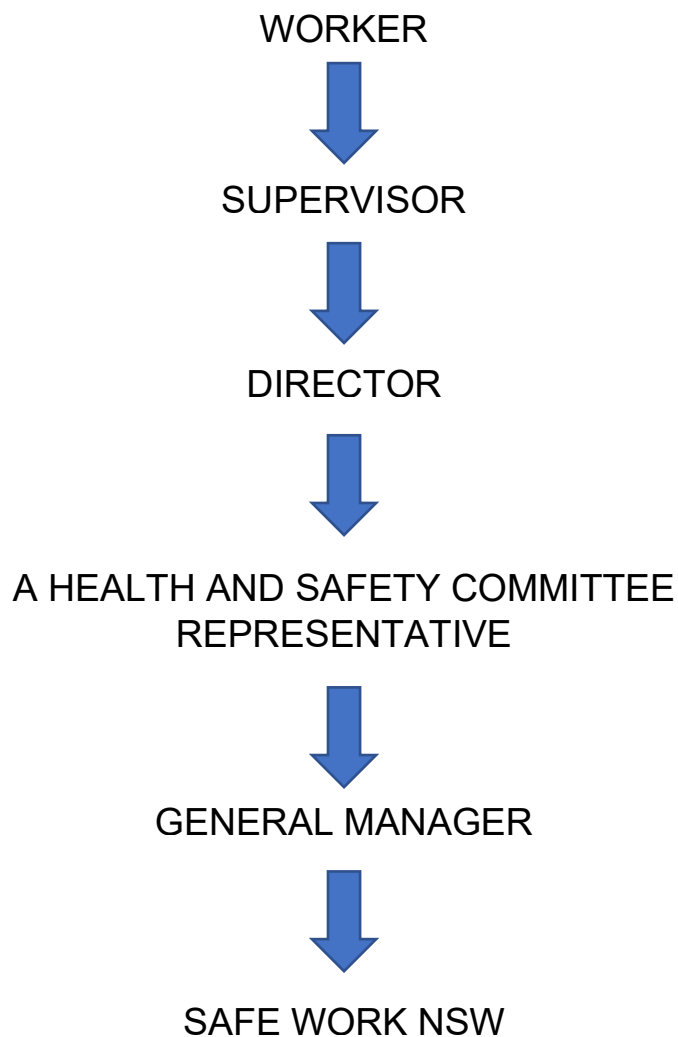 WORKER
SUPERVISOR
DIRECTOR
A HEALTH AND SAFETY COMMITTEE
REPRESENTATIVE
GENERAL MANAGER
SAFE WORK NSW